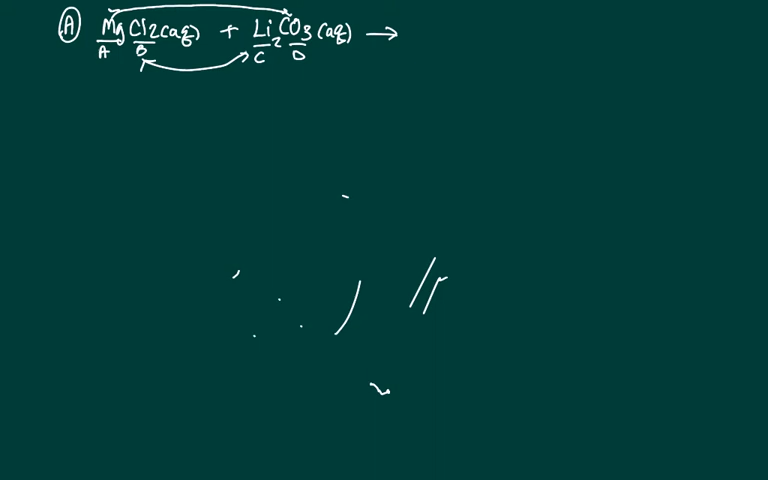 A MgCl2(aq) + Li2CO3(aq) →
A B C D